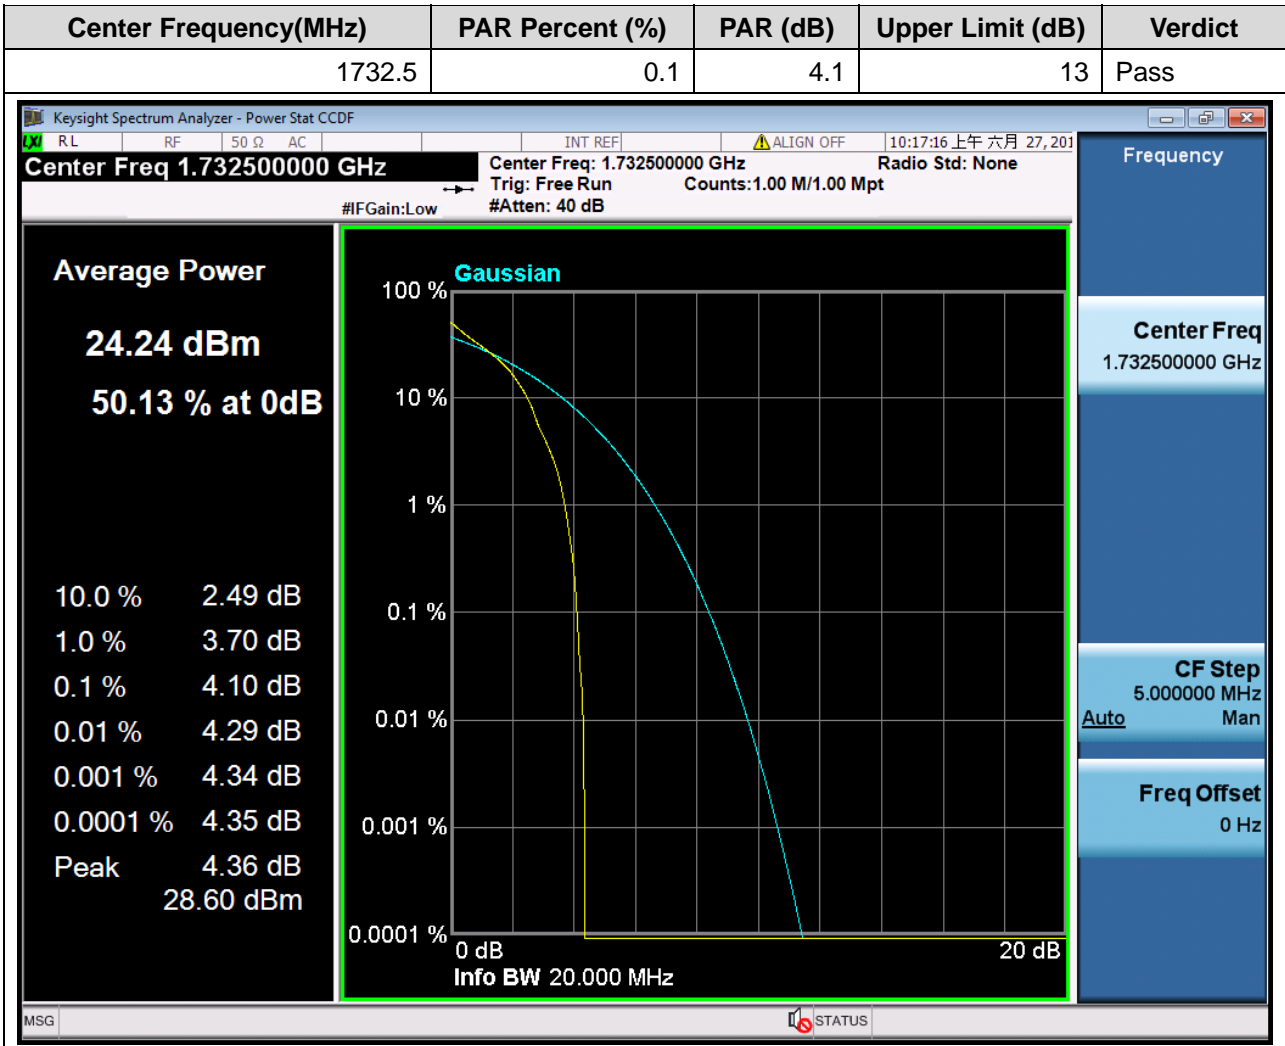 Center Frequency(MHz) PAR Percent (%) PAR (dB) Upper Limit (dB) Verdict
1732.5 0.1 4.1 13 Pass
Keysight Spectrum Analyzer - Power Stat CCDF
LXI RL RF 50 Ω AC INT REF ALIGN OFF 10:17:16 上午 六月 27, 201
Center Freq 1.732500000 GHz
#IFGain:Low
Center Freq: 1.732500000 GHz Radio Std: None
Trig: Free Run Counts:1.00 M/1.00 Mpt
#Atten: 40 dB
Average Power
24.24 dBm
50.13 % at 0dB
10.0 % 2.49 dB
1.0 % 3.70 dB
0.1 % 4.10 dB
0.01 % 4.29 dB
0.001 % 4.34 dB
0.0001 % 4.35 dB
Peak 4.36 dB
28.60 dBm
Gaussian
100 %
10 %
1 %
0.1 %
0.01 %
0.001 %
0.0001 %
0 dB 20 dB
Info BW 20.000 MHz
Frequency
Center Freq
1.732500000 GHz
CF Step
5.000000 MHz
Auto Man
Freq Offset
0 Hz
MSG STATUS